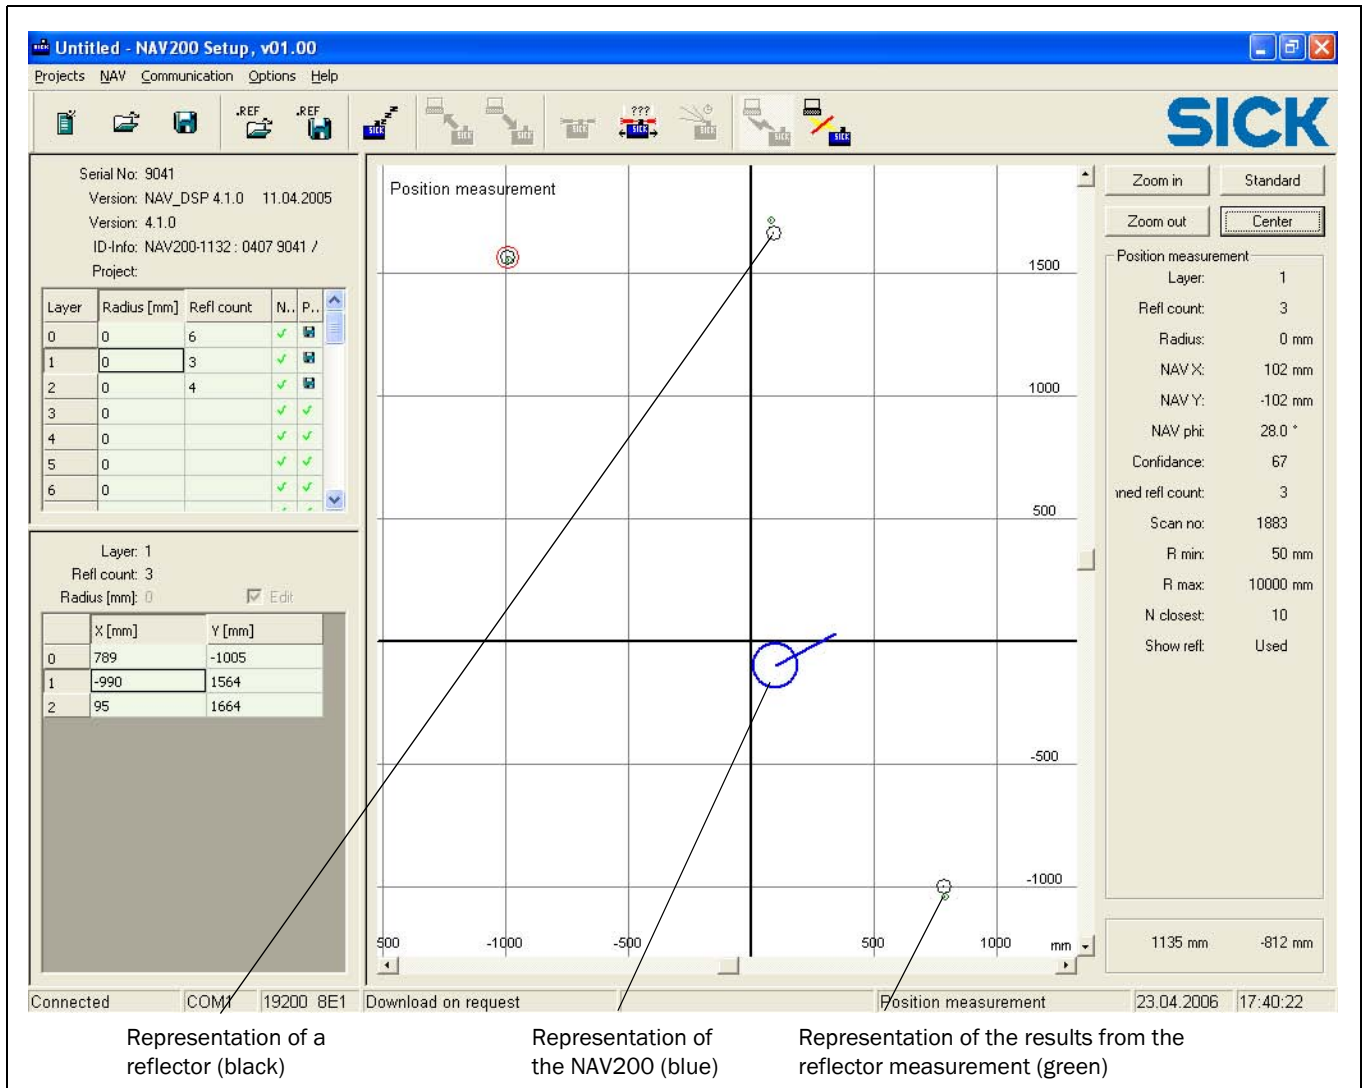 Untitled - NAV200 Setup, v01.00
Projects NAV Communication Options Help
.REF .REF ???
SICK
Serial No: 9041
Version: NAV_DSP 4.1.0 11.04.2005
Version: 4.1.0
ID-Info: NAV200-1132 : 0407 9041 /
Project:
Layer Radius [mm] Refl count N.. P..
0 0 6
1 0 3
2 0 4
3 0
4 0
5 0
6 0
Layer: 1
Refl count: 3
Radius [mm]: 0 Edit
X [mm] Y [mm]
0 789 -1005
1 -990 1564
2 95 1664
Position measurement
1500
1000
500
-500
-1000
500 -1000 -500 500 1000 mm
Zoom in Standard
Zoom out Center
Position measurement
Layer: 1
Refl count: 3
Radius: 0 mm
NAV X: 102 mm
NAV Y: -102 mm
NAV phi: 28.0 °
Confidance: 67
ned refl count: 3
Scan no: 1883
R min: 50 mm
R max: 10000 mm
N closest: 10
Show refl: Used
1135 mm -812 mm
Connected COM1 19200 8E1 Download on request Position measurement 23.04.2006 17:40:22
Representation of a
reflector (black)
Representation of
the NAV200 (blue)
Representation of the results from the
reflector measurement (green)